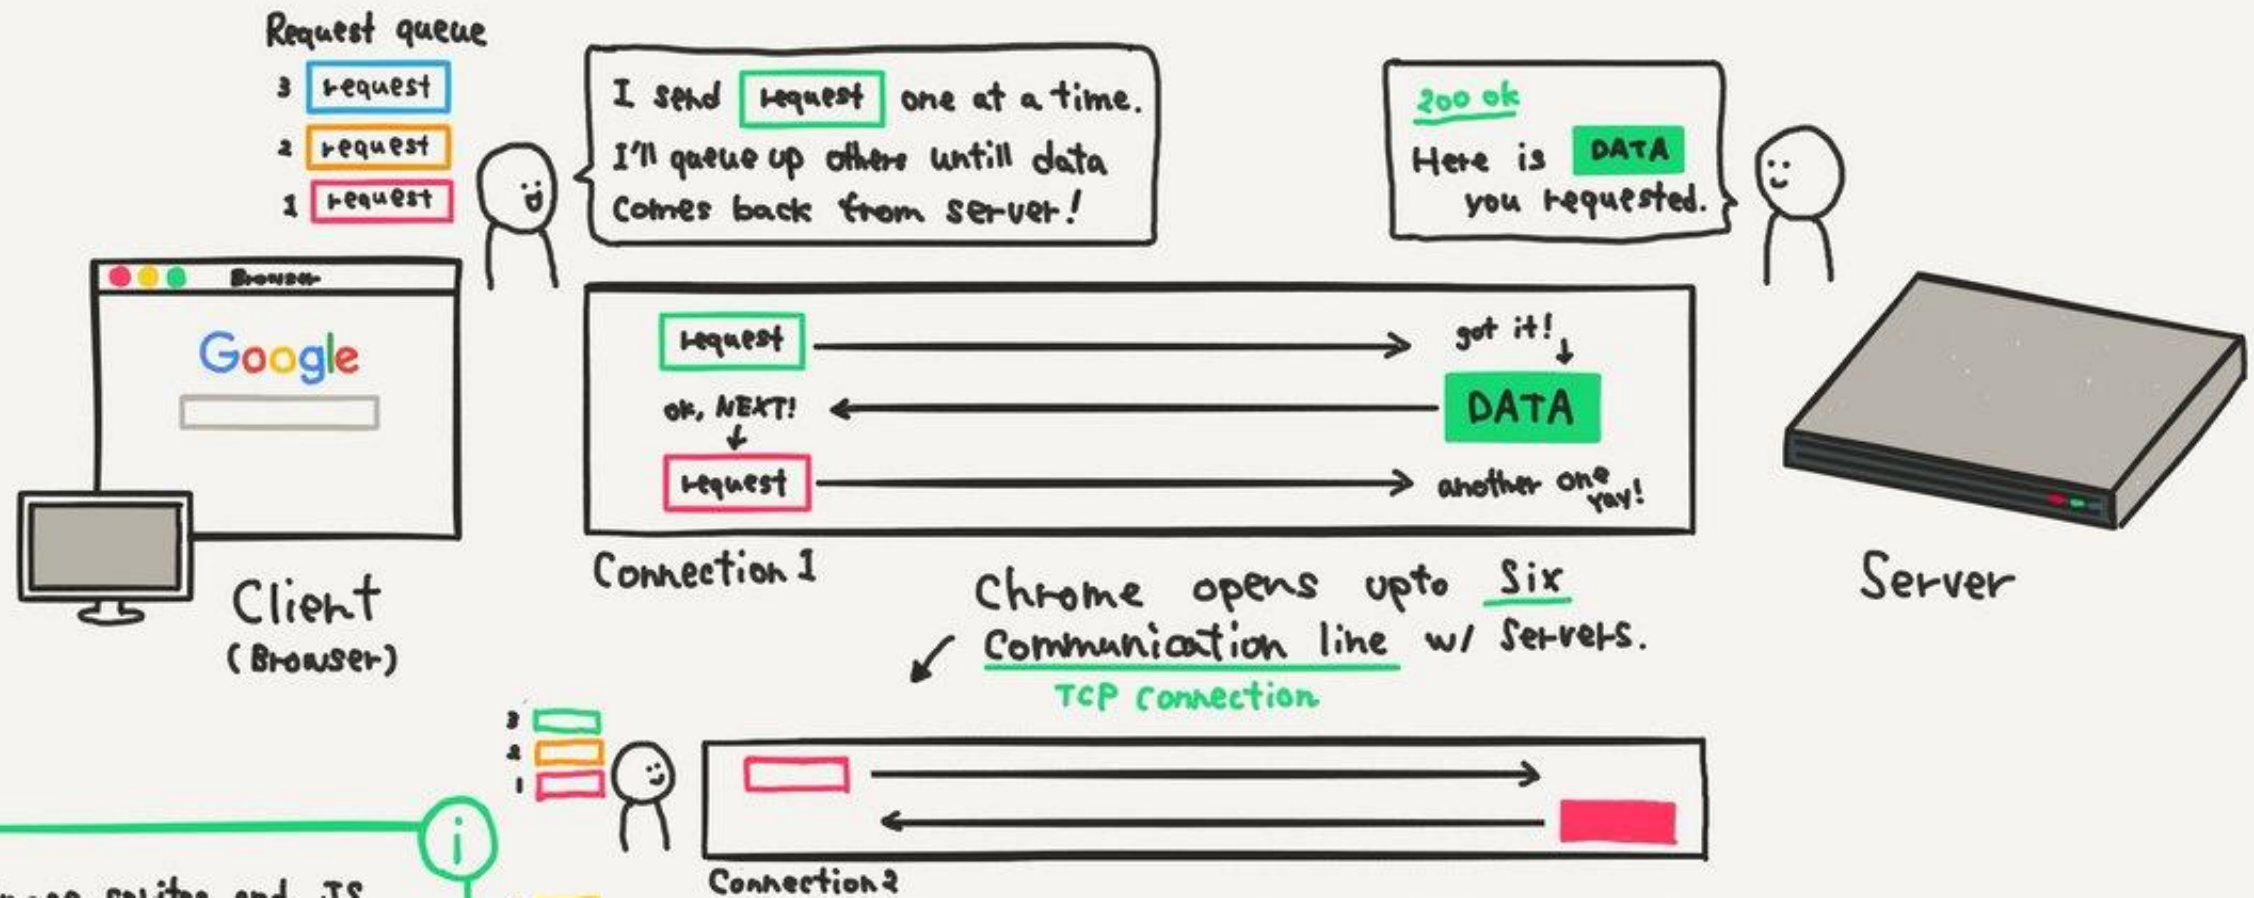 Request queue
3 request
2 request
1 request
I send request one at a time.
I'll queue up others untill data
comes back from server!
200 ok
Here is DATA
you requested.
Browser
Google
request
got it!
DATA
ok, NEXT!
request
another one
yay!
Connection 1
Client
(Browser)
Server
Chrome opens upto Six
Communication line w/ servers.
TCP connection
3
2
1
Connection 2
i
and JS